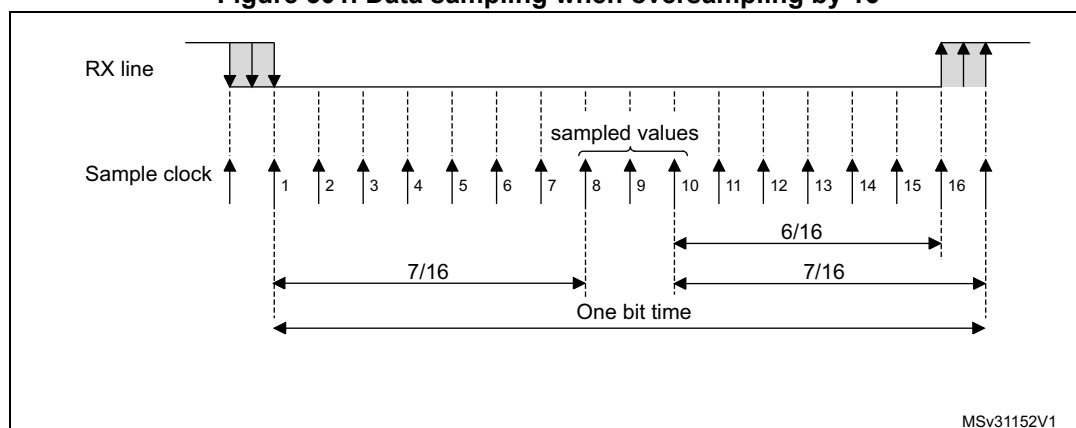 Figure Data sampling when oversampling by 16
RX line
sampled values
Sample clock
1 2 3 4 5 6 7 8 9 10 11 12 13 14 15 16
6/16
7/16 7/16
One bit time
MSv31152V1